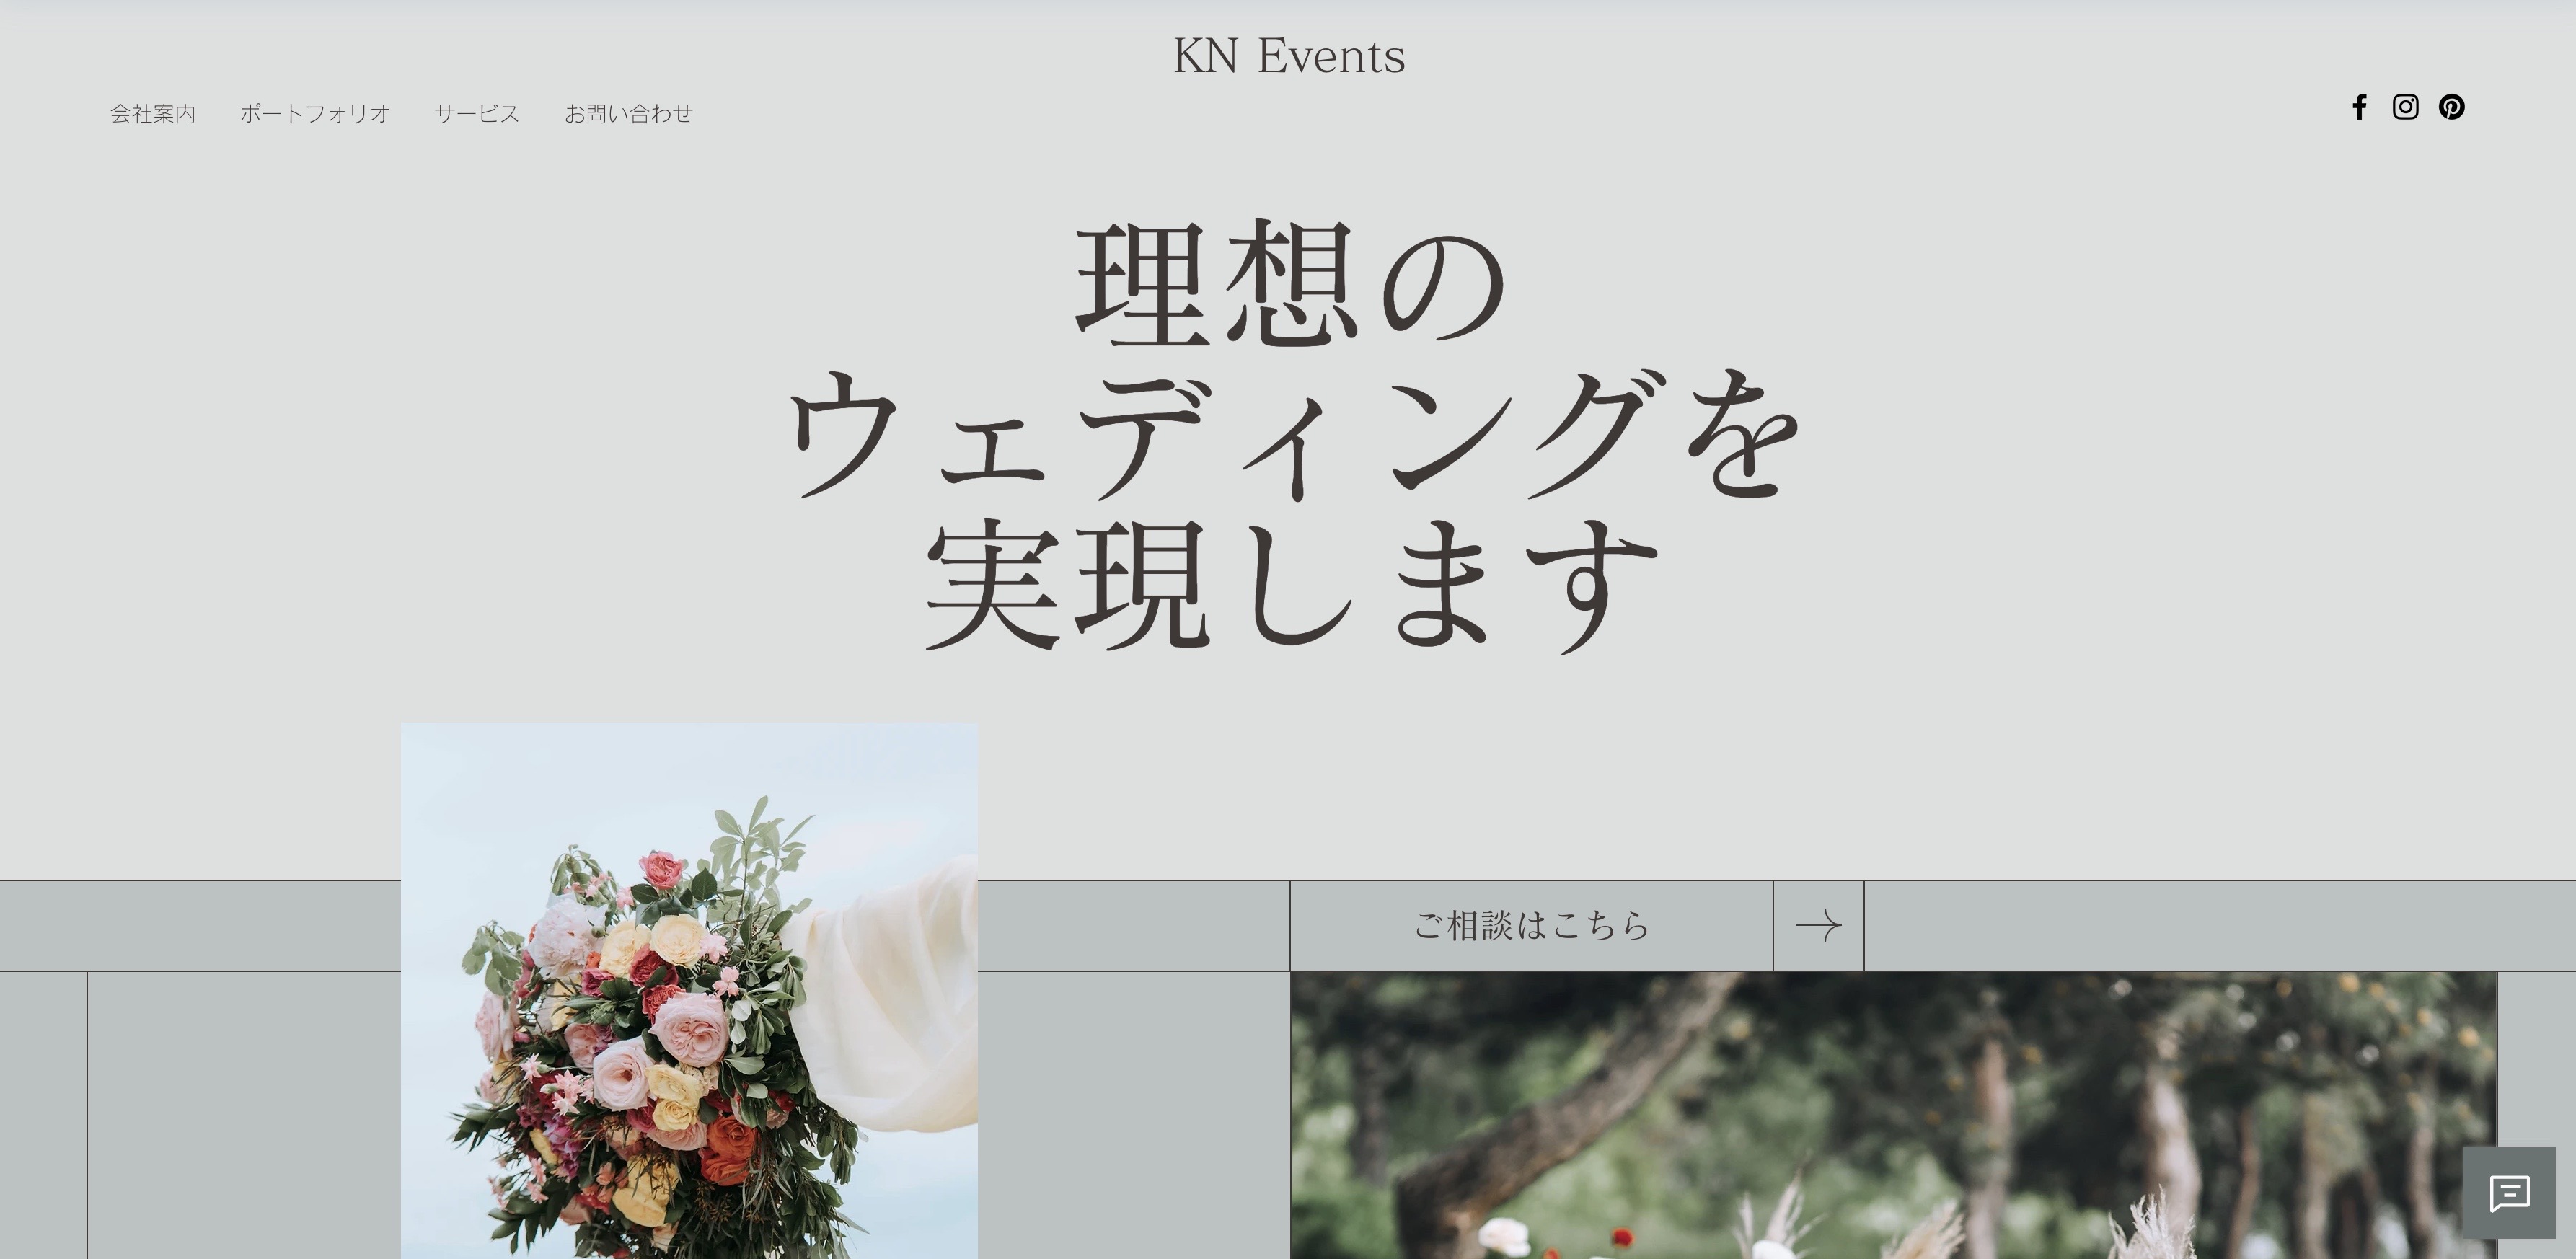 KN Events
会社案内 ポートフォリオ サービス お問い合わせ
理想の
ウェディングを
実現します
ご相談はこちら